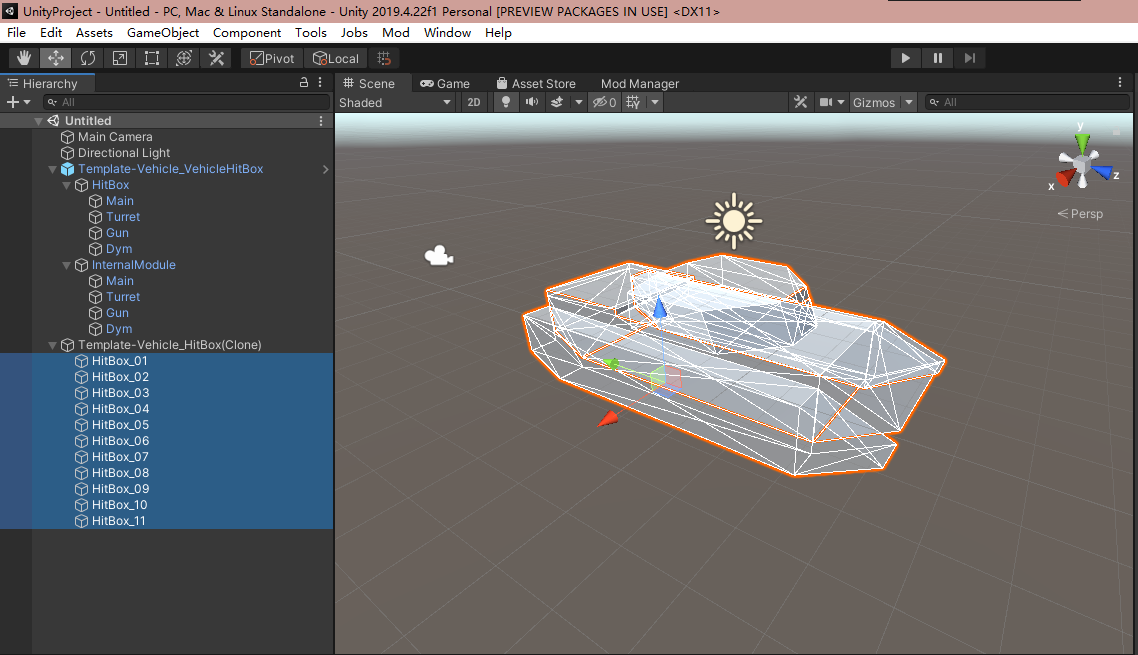 UnityProject - Untitled - PC, Mac & Linux Standalone - Unity 2019.4.22f1 Personal [PREVIEW PACKAGES IN USE] <DX11>
File Edit Assets GameObject Component Tools Jobs Mod Window Help
Pivot Local
Hierarchy
All
Untitled
Main Camera
Directional Light
Template-Vehicle_VehicleHitBox
HitBox
Main
Turret
Gun
Dym
InternalModule
Main
Turret
Gun
Dym
Template-Vehicle_HitBox(Clone)
HitBox_01
HitBox_02
HitBox_03
HitBox_04
HitBox_05
HitBox_06
HitBox_07
HitBox_08
HitBox_09
HitBox_10
HitBox_11
Scene Game Asset Store Mod Manager
Shaded 2D 0 Gizmos All
y
x
z
Persp